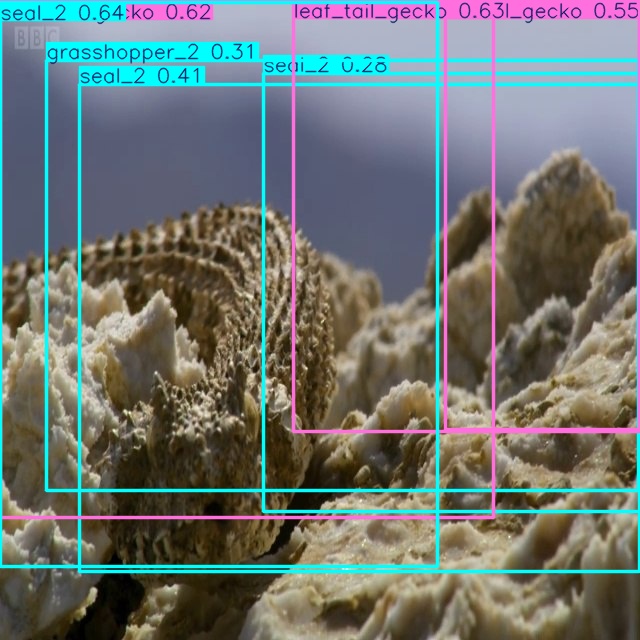 seal_2 0.64
ko 0.62
leaf_tail_gecko 0.63
l_gecko 0.55
BBC
grasshopper_2 0.31
seal_2 0.28
seal_2 0.41